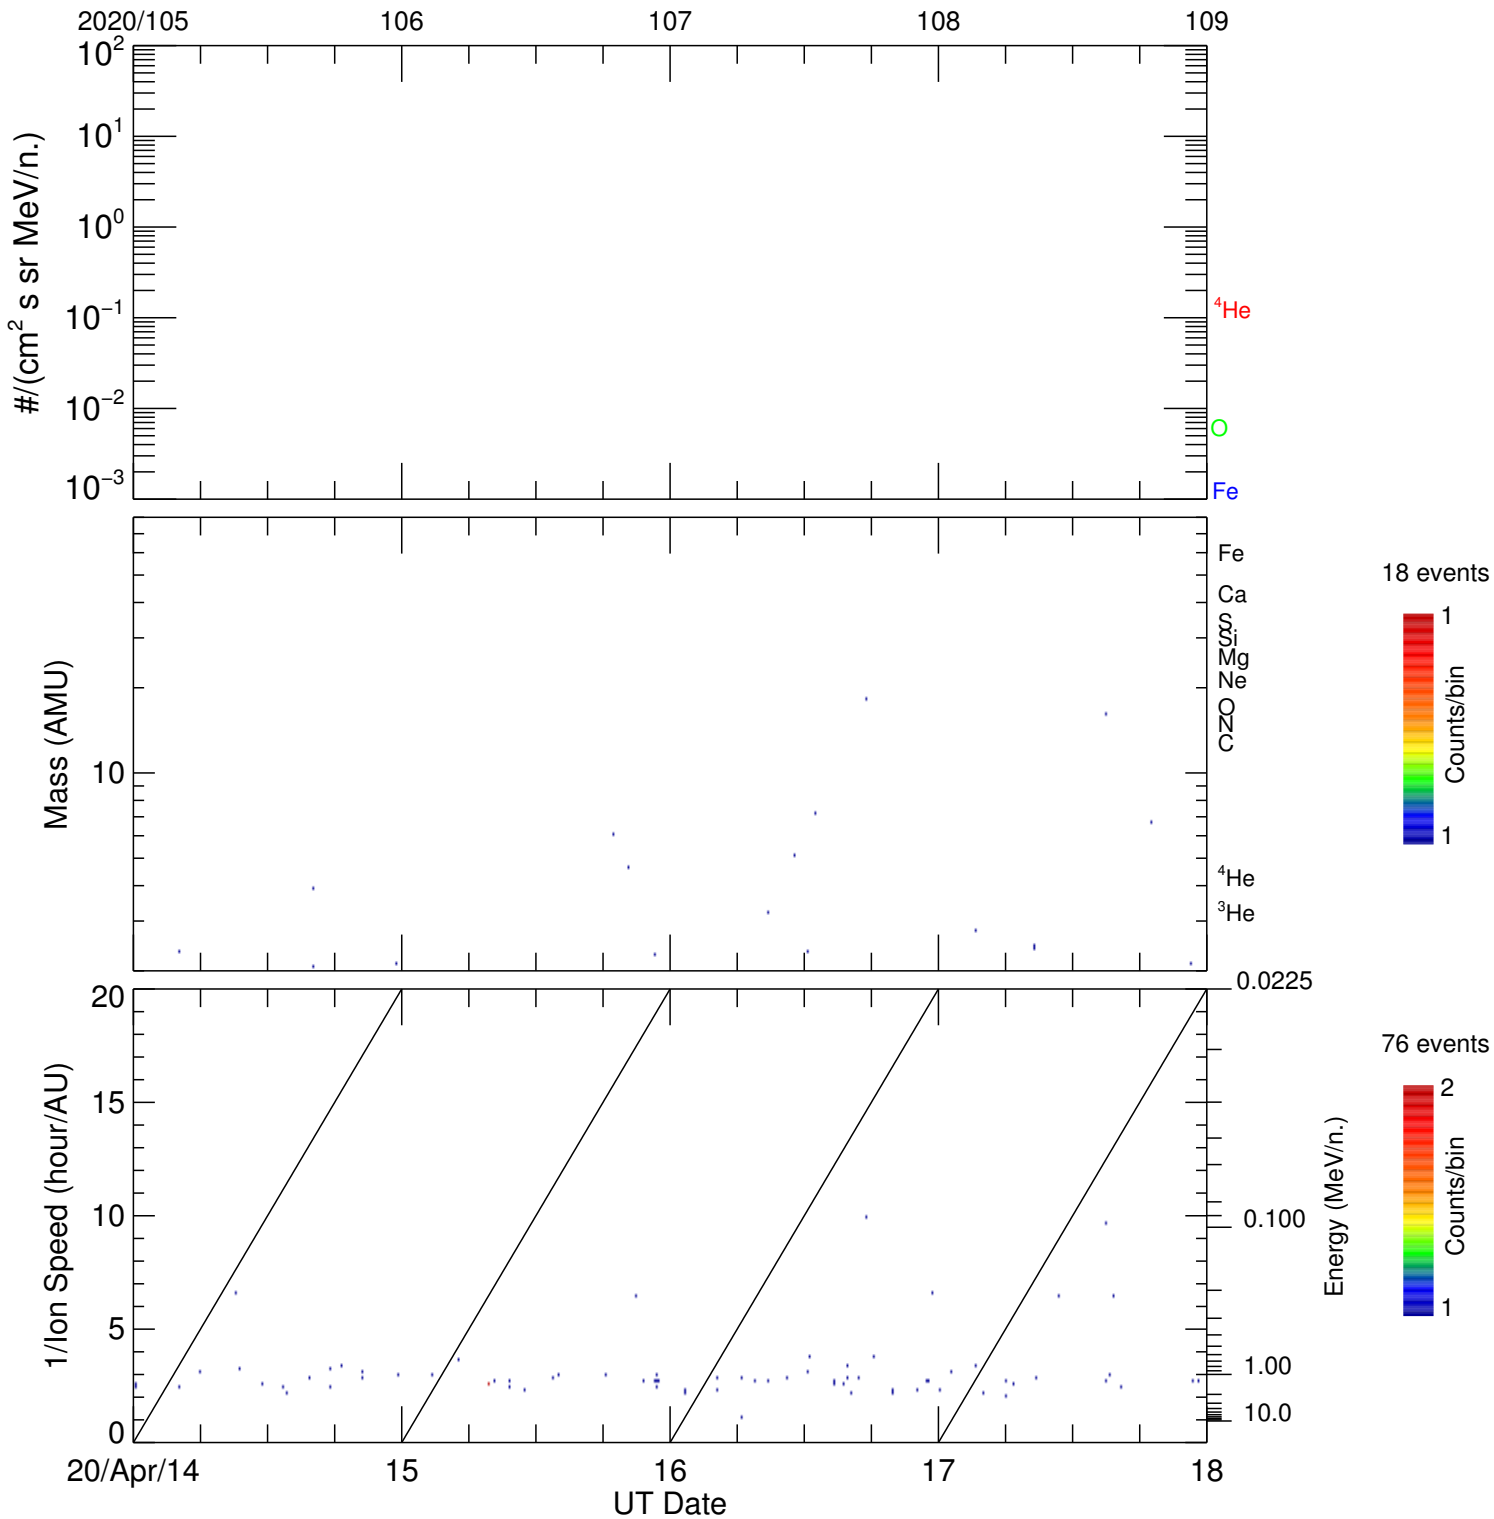 2020/105 106 107 108 109
10^2
10^1
10^0
10^-1
10^-2
10^-3
#/(cm^2 s sr MeV/n.)
^4He
O
Fe
Mass (AMU)
10
Fe
Ca
S
Si
Mg
Ne
O
N
C
^4He
^3He
18 events
1
Counts/bin
1
1/Ion Speed (hour/AU)
20
15
10
5
0
0.0225
0.100
1.00
10.0
Energy (MeV/n.)
76 events
2
Counts/bin
1
20/Apr/14 15 16 17 18
UT Date